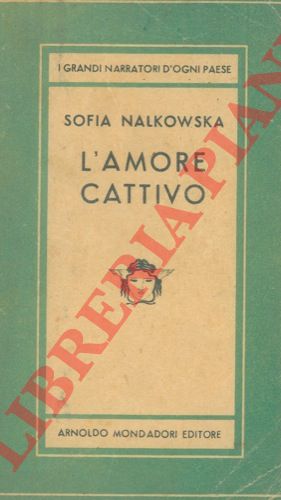 I GRANDI NARRATORI D'OGNI PAESE
SOFIA NALKOWSKA
L'AMORE
CATTIVO
ARNOLDO MONDADORI EDITORE
LIBRERIA PIANI